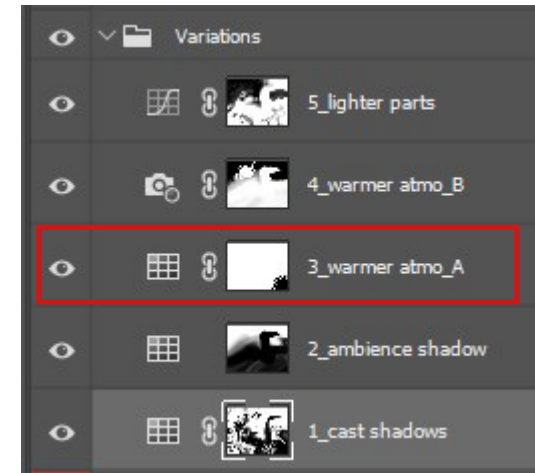 Variations
5_lighter parts
4_warmer atmo_B
3_warmer atmo_A
2_ambience shadow
1_cast shadows